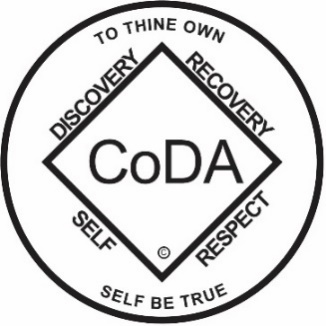 TO THINE OWN
DISCOVERY
RECOVERY
CoDA
SELF
RESPECT
©
SELF BE TRUE